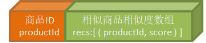 商品ID
productId
相似商品相似度数组
recs:[ ( productId, score ) ]